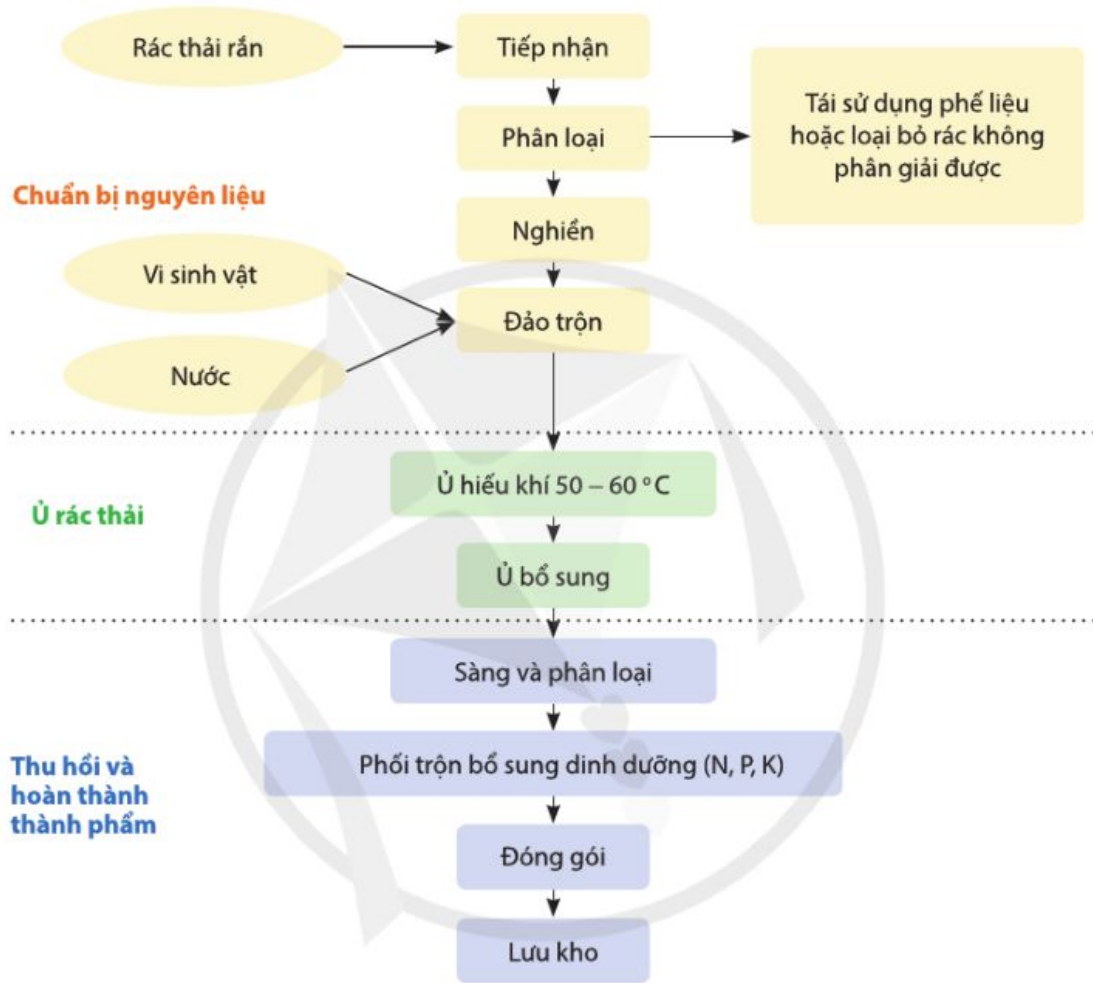 Rác thải rắn
Tiếp nhận
Phân loại
Tái sử dụng phế liệu
hoặc loại bỏ rác không
phân giải được
Chuẩn bị nguyên liệu
Nghiền
Vi sinh vật
Đảo trộn
Nước
Ủ hiếu khí 50 – 60 °C
Ủ rác thải
Ủ bổ sung
Sàng và phân loại
Phối trộn bổ sung dinh dưỡng (N, P, K)
Thu hồi và
hoàn thành
thành phẩm
Đóng gói
Lưu kho